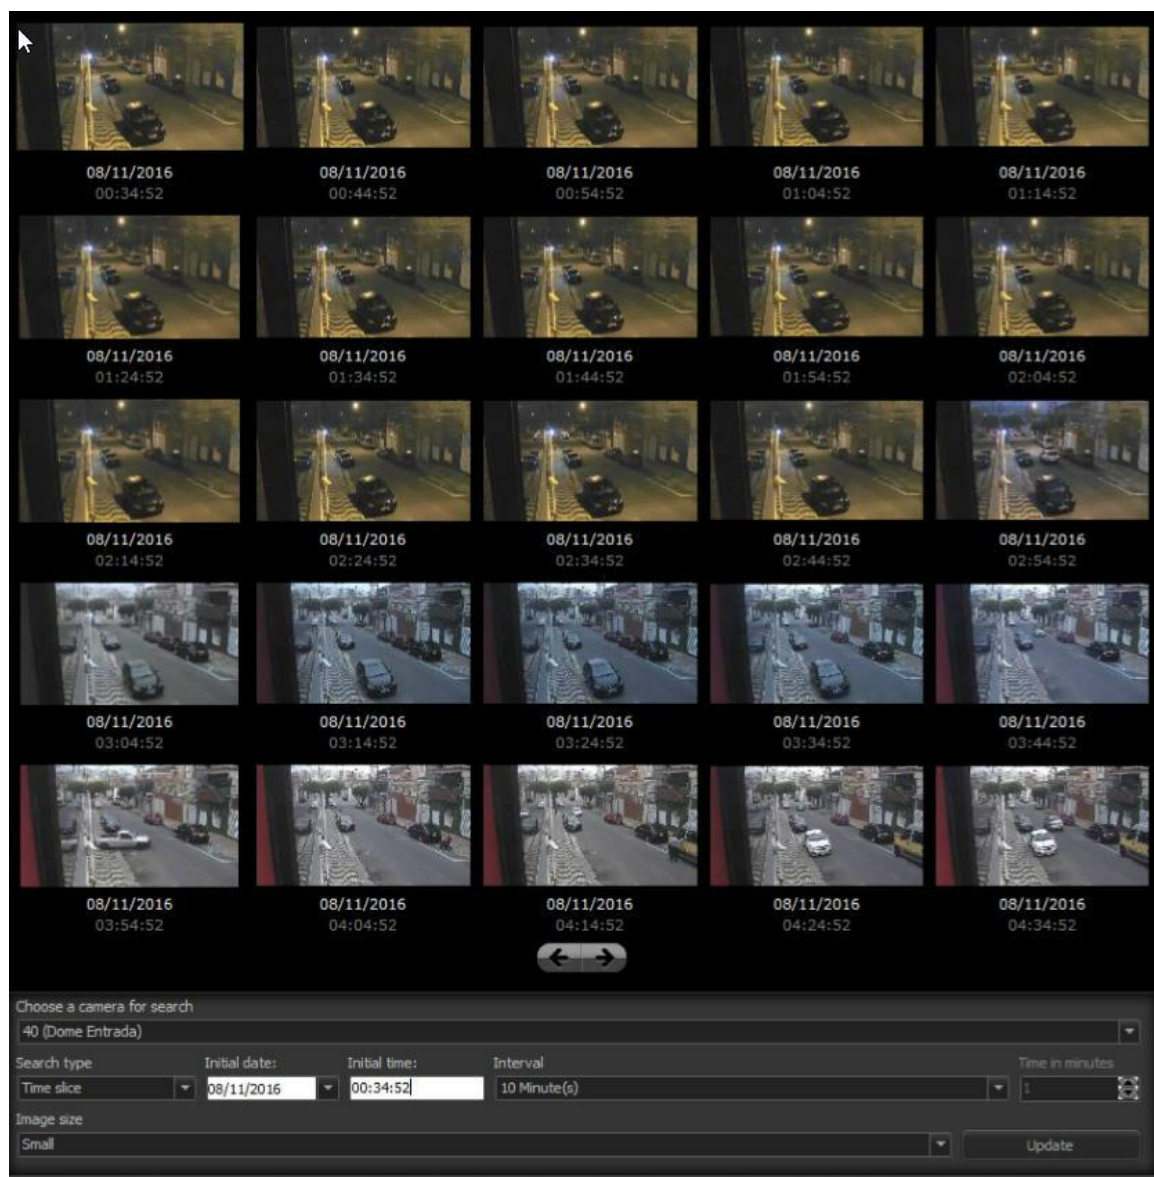 08/11/2016 08/11/2016 08/11/2016 08/11/2016 08/11/2016
00:34:52 00:44:52 00:54:52 01:04:52 01:14:52
08/11/2016 08/11/2016 08/11/2016 08/11/2016 08/11/2016
01:24:52 01:34:52 01:44:52 01:54:52 02:04:52
08/11/2016 08/11/2016 08/11/2016 08/11/2016 08/11/2016
02:14:52 02:24:52 02:34:52 02:44:52 02:54:52
08/11/2016 08/11/2016 08/11/2016 08/11/2016 08/11/2016
03:04:52 03:14:52 03:24:52 03:34:52 03:44:52
08/11/2016 08/11/2016 08/11/2016 08/11/2016 08/11/2016
03:54:52 04:04:52 04:14:52 04:24:52 04:34:52
Choose a camera for search
40 (Dome Entrada)
Search type Initial date: Initial time: Interval Time in minutes
Time slice 08/11/2016 00:34:52 10 Minute(s) 1
Image size
Small Update